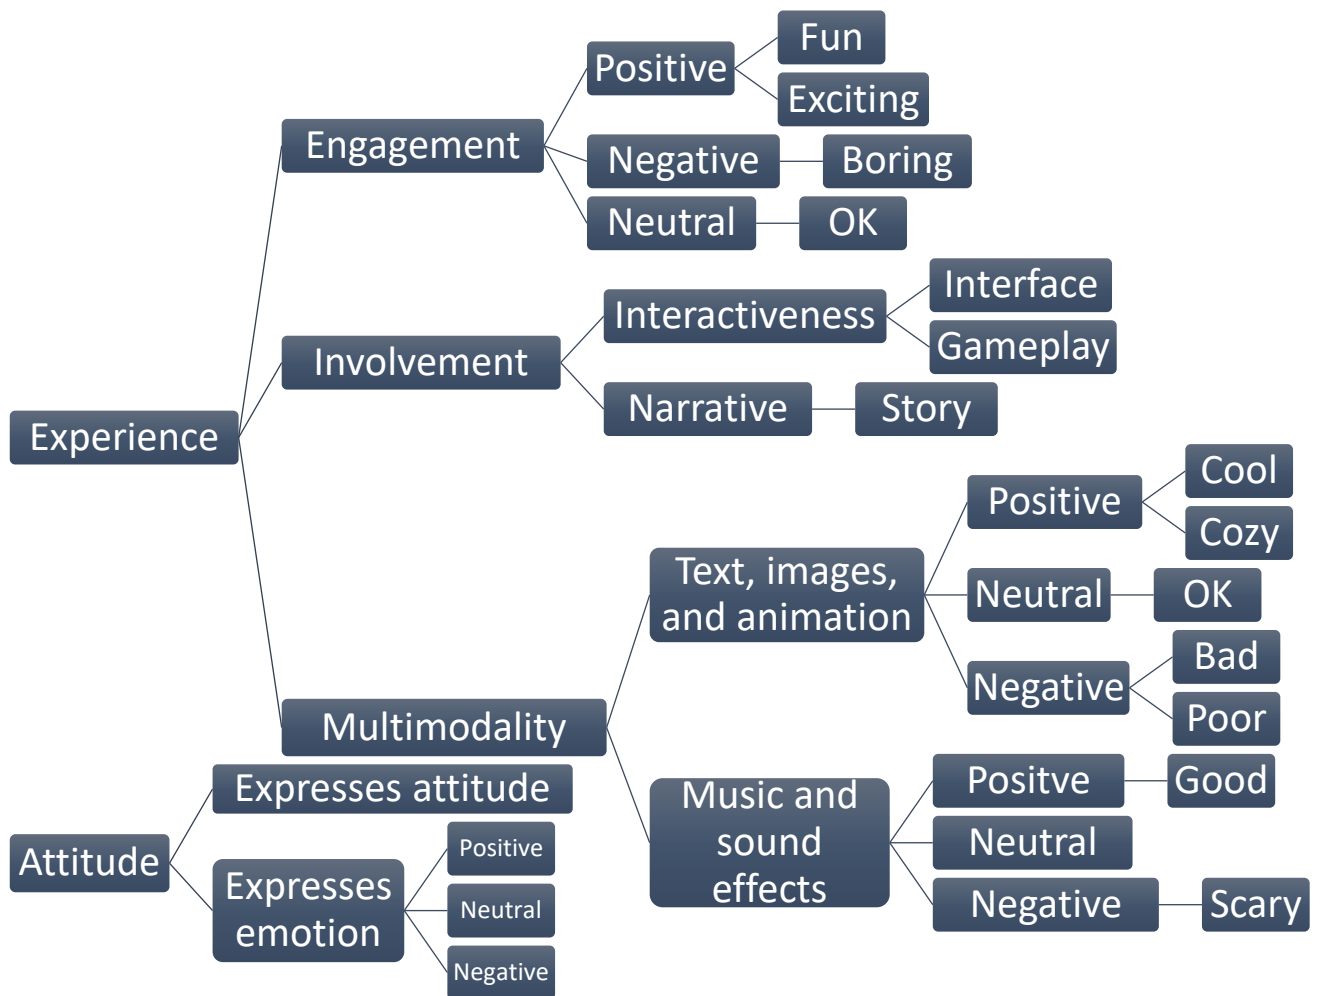 Experience
Engagement
Positive
Fun
Exciting
Negative
Boring
Neutral
OK
Involvement
Interactiveness
Interface
Gameplay
Narrative
Story
Multimodality
Text, images,
and animation
Positive
Cool
Cozy
Neutral
OK
Negative
Bad
Poor
Music and
sound
effects
Positve
Good
Neutral
Negative
Scary
Attitude
Expresses attitude
Expresses
emotion
Positive
Neutral
Negative